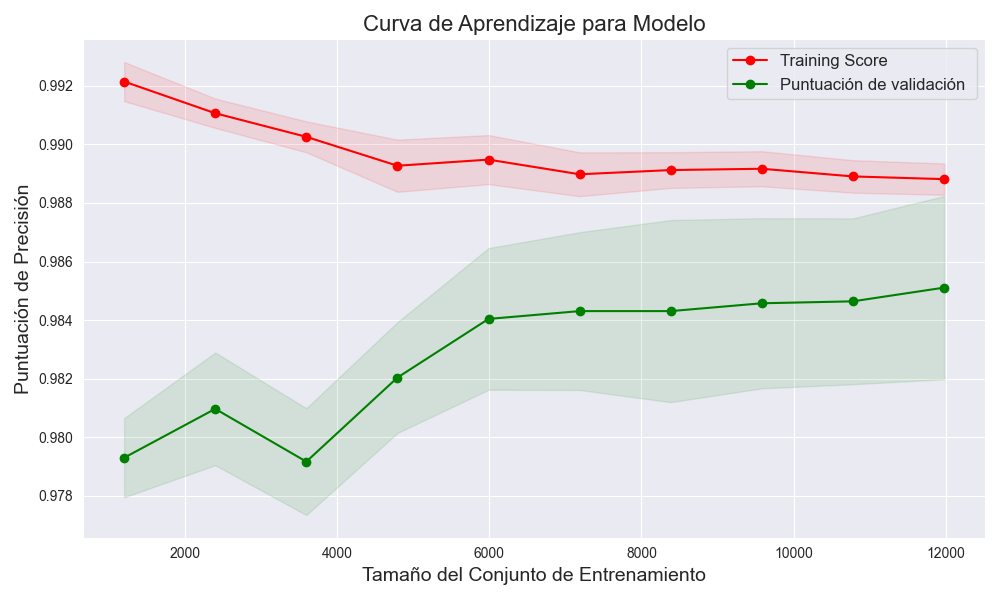 Curva de Aprendizaje para Modelo
Training Score
Puntuación de validación
Puntuación de Precisión
0.992
0.990
0.988
0.986
0.984
0.982
0.980
0.978
2000
4000
6000
8000
10000
12000
Tamaño del Conjunto de Entrenamiento